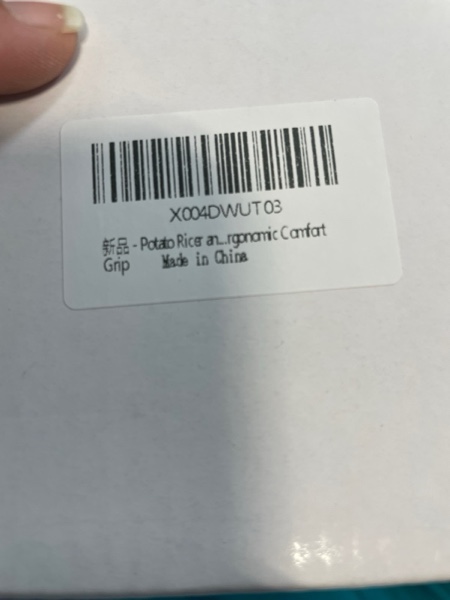 X004DWUT03
新品 - Potato Ricer an...rgonomic Comfort
Grip Made in China